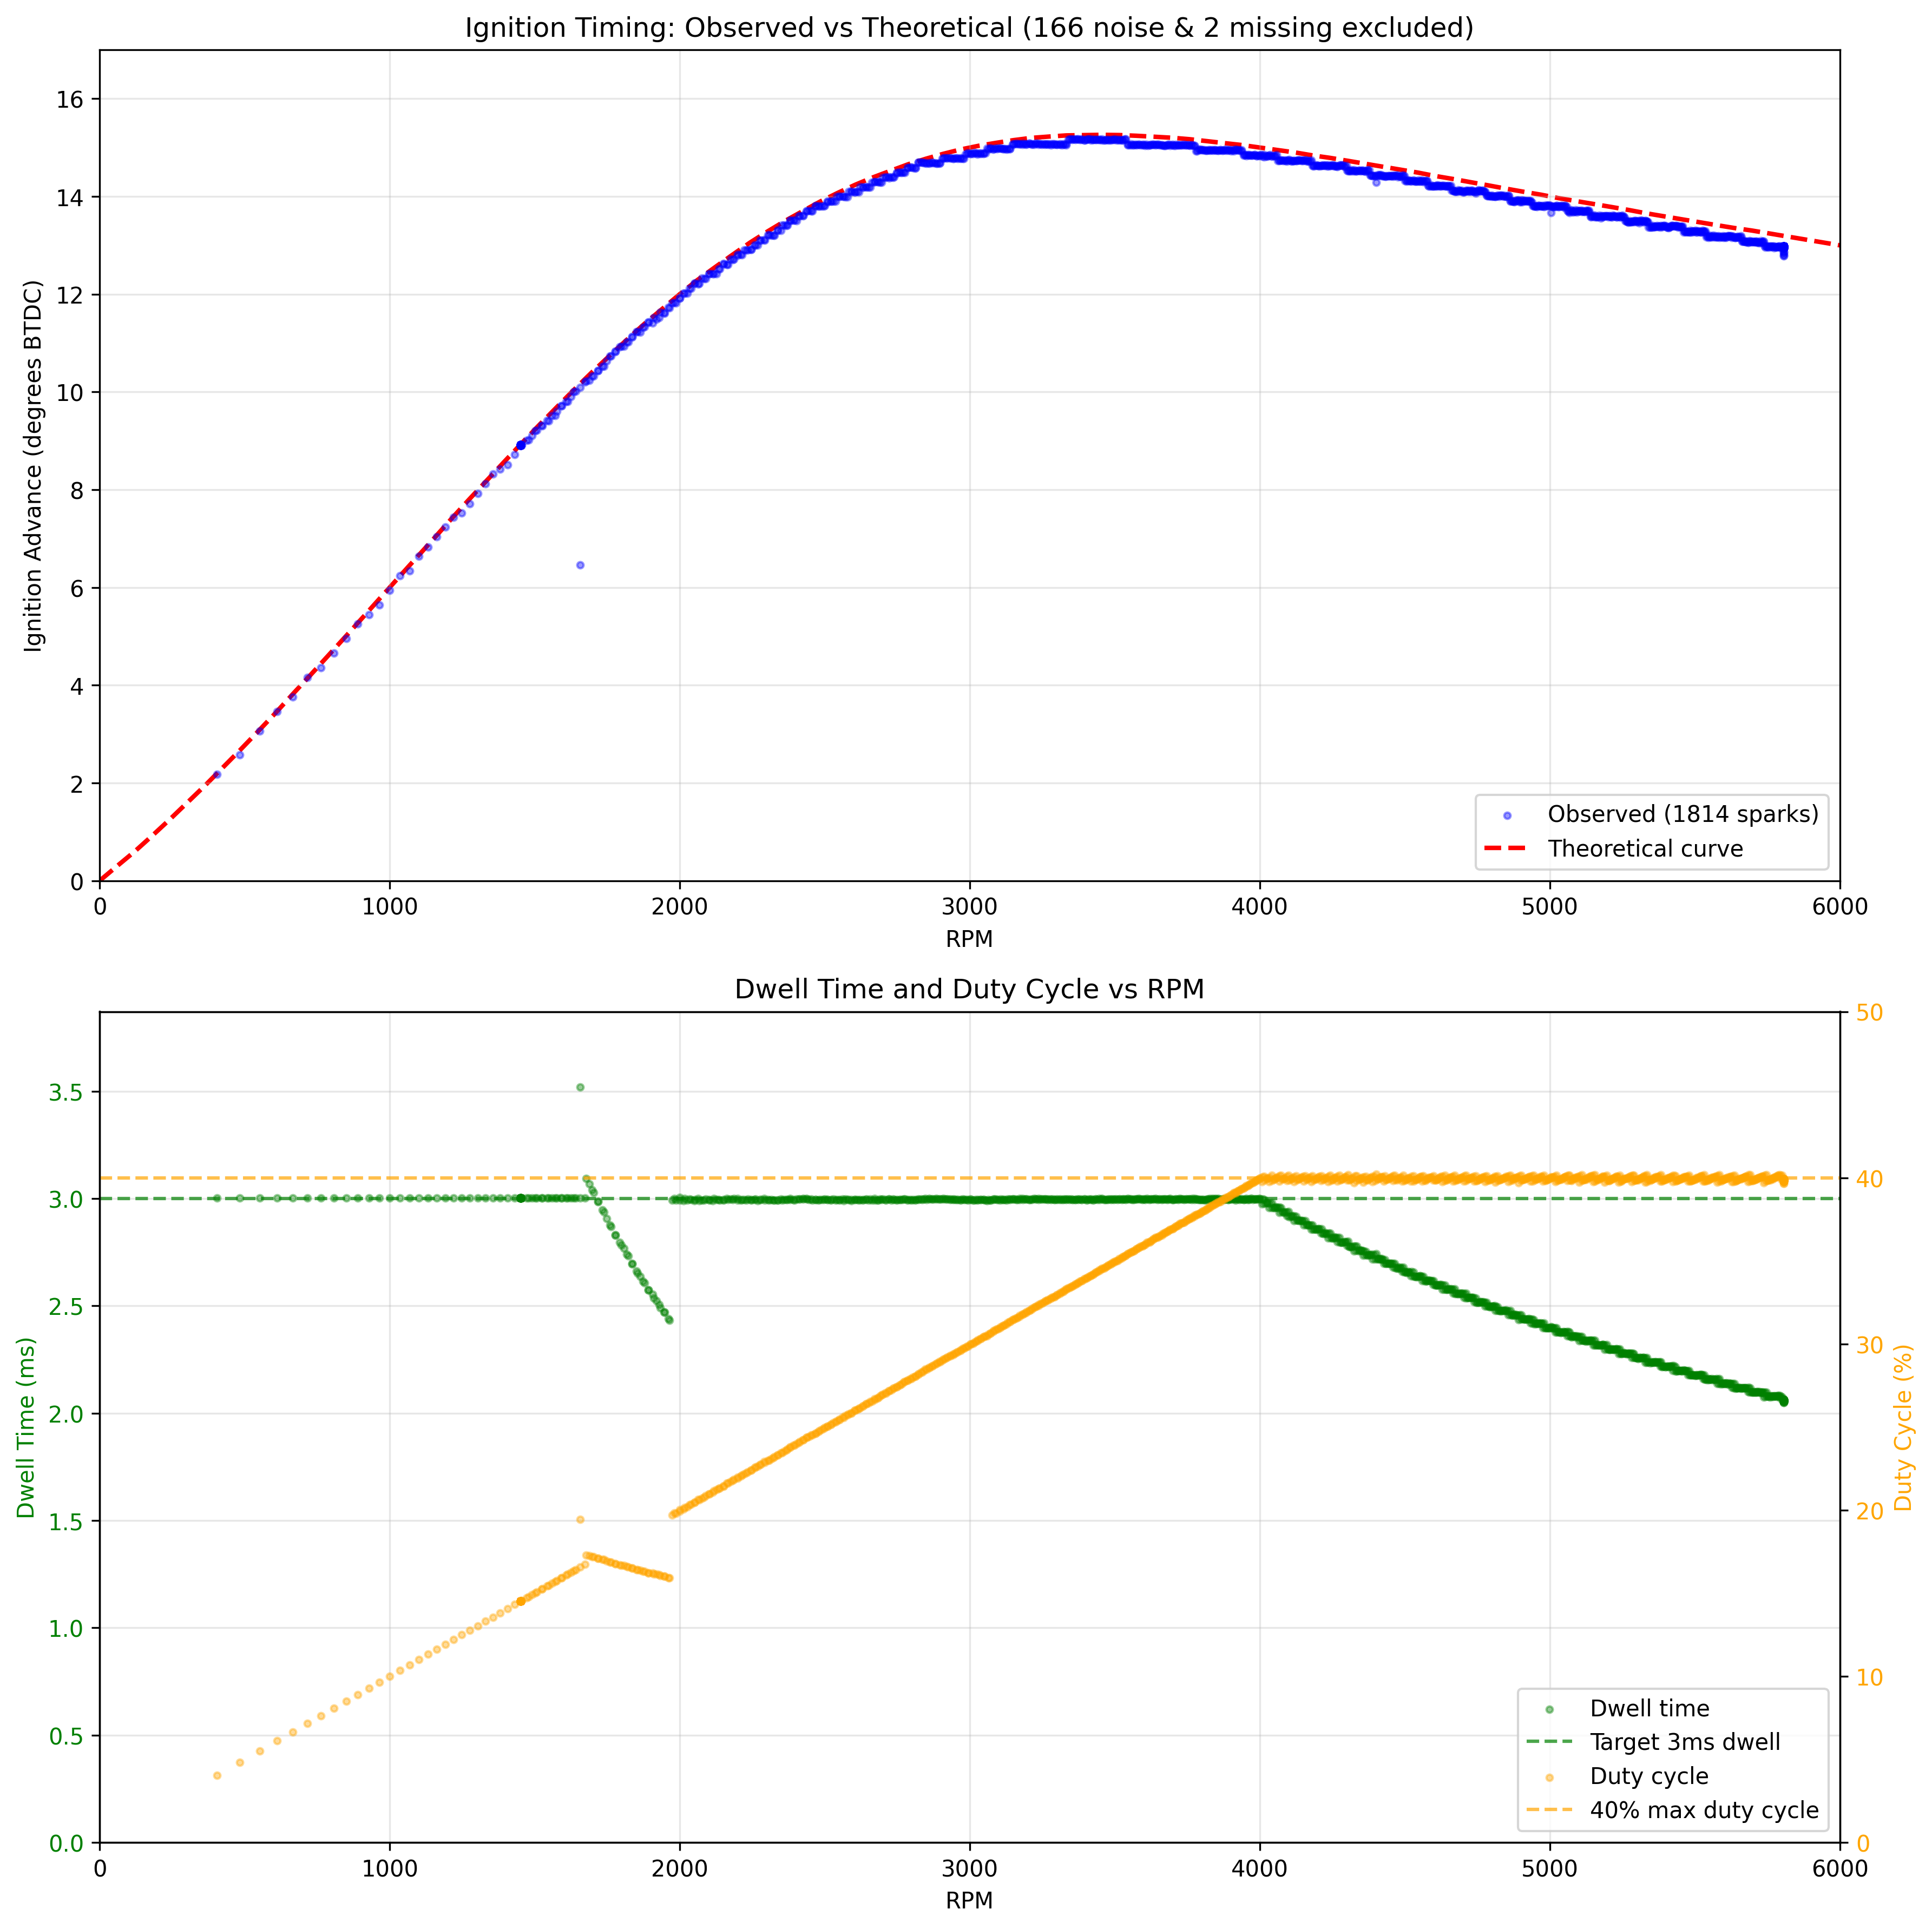 Ignition Timing: Observed vs Theoretical (166 noise & 2 missing excluded)
16
14
12
10
8
6
4
2
0
Ignition Advance (degrees BTDC)
Observed (1814 sparks)
Theoretical curve
0 1000 2000 3000 4000 5000 6000
RPM
Dwell Time and Duty Cycle vs RPM
3.5
3.0
2.5
2.0
1.5
1.0
0.5
0.0
Dwell Time (ms)
50
40
30
20
10
0
Duty Cycle (%)
Dwell time
Target 3ms dwell
Duty cycle
40% max duty cycle
0 1000 2000 3000 4000 5000 6000
RPM